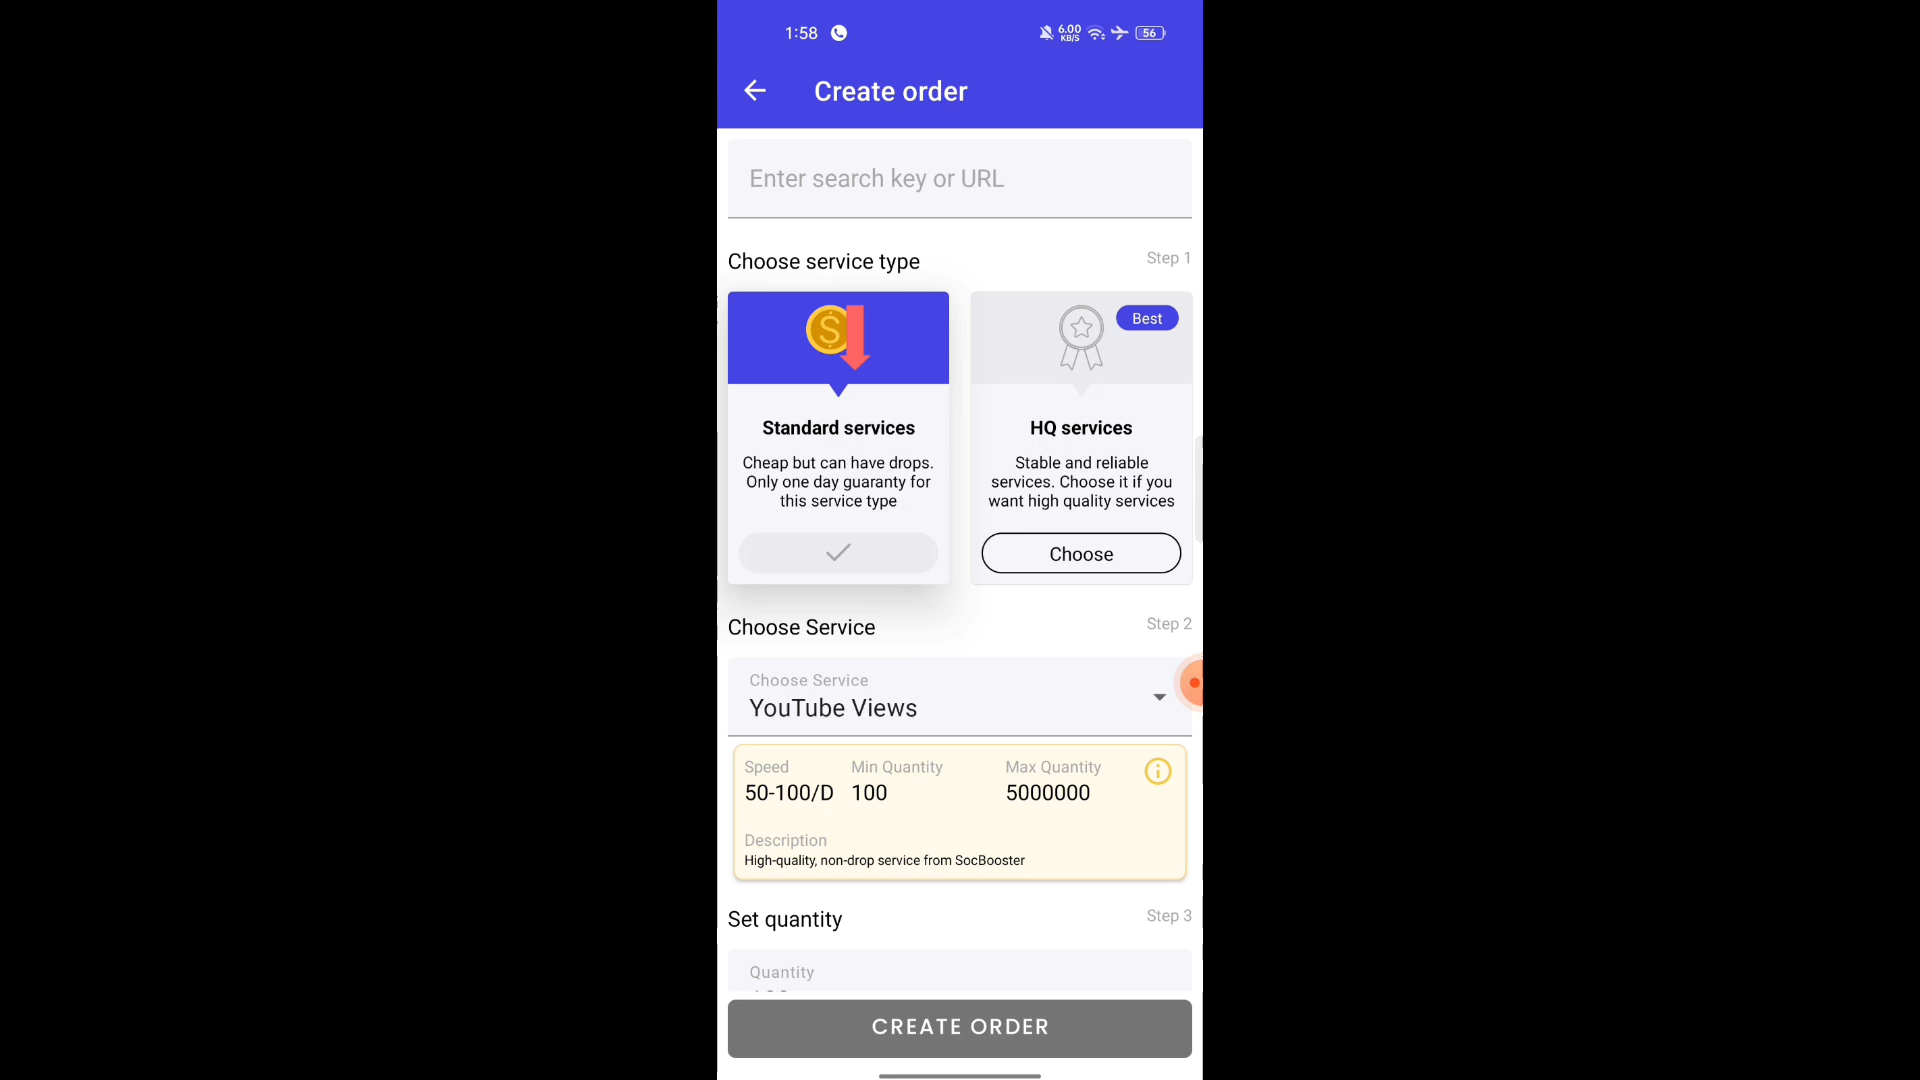 1:58
6.00
KB/S
56
Create order
Enter search key or URL
Choose service type
Step 1
Best
Standard services
Cheap but can have drops.
Only one day guaranty for
this service type
HQ services
Stable and reliable
services. Choose it if you
want high quality services
Choose
Choose Service
Step 2
Choose Service
YouTube Views
Speed
Min Quantity
Max Quantity
50-100/D
100
5000000
Description
High-quality, non-drop service from SocBooster
Set quantity
Step 3
Quantity
CREATE ORDER